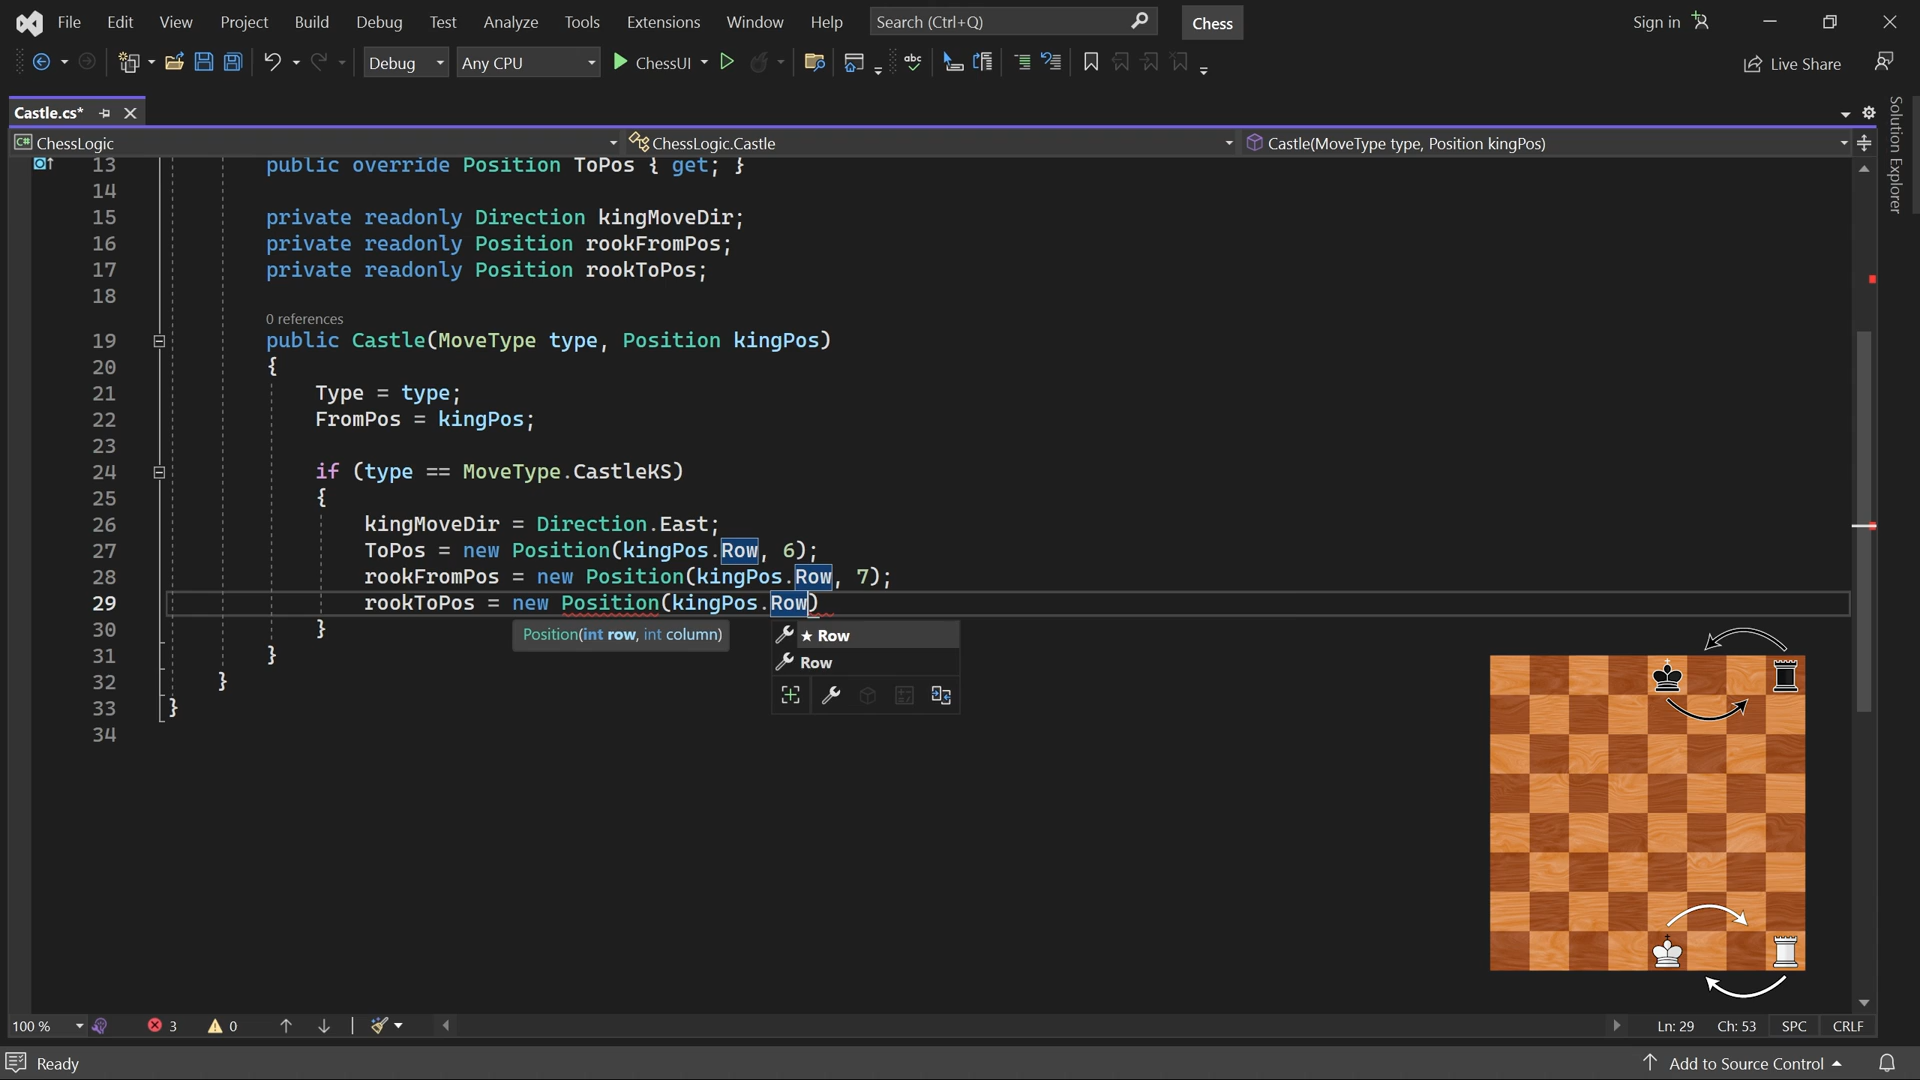 File Edit View Project Build Debug Test Analyze Tools Extensions Window Help Search (Ctrl+Q) Chess Sign in
Debug Any CPU ChessUI abc Live Share
Castle.cs*
Solution Explorer
C# ChessLogic ChessLogic.Castle Castle(MoveType type, Position kingPos)
13 public override Position ToPos { get; }
14
15 private readonly Direction kingMoveDir;
16 private readonly Position rookFromPos;
17 private readonly Position rookToPos;
18
0 references
19 public Castle(MoveType type, Position kingPos)
20 {
21 Type = type;
22 FromPos = kingPos;
23
24 if (type == MoveType.CastleKS)
25 {
26 kingMoveDir = Direction.East;
27 ToPos = new Position(kingPos.Row, 6);
28 rookFromPos = new Position(kingPos.Row, 7);
29 rookToPos = new Position(kingPos.Row)
30 }
Position(int row, int column)
★ Row
Row
31 }
32 }
33 }
34
100 % 3 0 Ln: 29 Ch: 53 SPC CRLF
Ready Add to Source Control